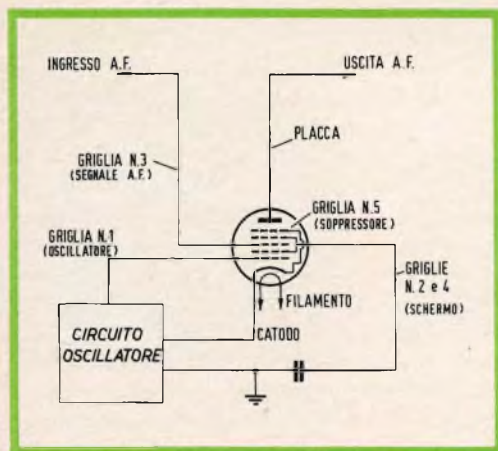 INGRESSO A.F.
USCITA A.F.
PLACCA
GRIGLIA N.3
(SEGNALE A.F.)
GRIGLIA N.5
(SOPPRESSORE)
GRIGLIA N.1
(OSCILLATORE)
GRIGLIE
N. 2 e 4
(SCHERMO)
FILAMENTO
CATODO
CIRCUITO
OSCILLATORE